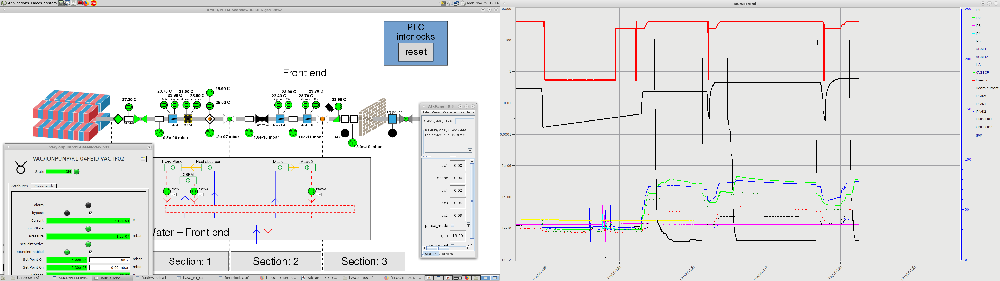 Applications Places System
Mon Nov 25, 12:14
XMCD/PEEM overview 0.0.0-6-ge968f62
PLC
interlocks
reset
Front end
27.20 C
23.70 C
23.90 C
23.60 C
23.60 C
29.60 C
29.00 C
23.40 C
23.90 C
28.70 C
23.70 C
23.90 C
Side
Upper
Aperture
Blades
Upper
Side
Bottom
Side
SR VK5
Fix Mask
XBPM
Fast Valve
Mask U-L
Mask B-R
RGA
Trigger Unit
IP
9.5e-08 mbar
1.2e-07 mbar
1.8e-10 mbar
9.0e-11 mbar
3.0e-10 mbar
Fixed Mask
Heat absorber
XBPM
Mask 1
Mask 2
FSW01
FSW02
FSW03
Water – Front end
Section: 1
Section: 2
Section: 3
vac/ionpump/r1-04feid-vac-ip02
VAC/IONPUMP/R1-04FEID-VAC-IP02
State ON
Attributes Commands
alarm
bypass
Current 7.10e-04 A
ipcuState
Pressure 1.2e-07 mbar
setPointActive
setPointEnabled
Set Point Off 5.00e-07 5e-7 mbar
Set Point On 1.30e-07 0.00 mbar mbar
AtkPanel 5.5
File View Preferences Help
R1-04S/MAG/R1-04
R1-04S/MAG/R1-04S-MA...
The device is in ON state.
cc1 0.00
phase 0.00
cc4 0.02
cc3 0.06
cc2 0.09
phase_mode
gap 19.00
cc_manual
Scalar errors
[2109-05-15]
XMCD/PEEM ove...
TaurusTrend
[MainWindow]
[VAC_R1_04]
[Interlock GUI]
[ELOG - reset in...
AtkPanel 5.5 : ...
[VACStatus11]
[ELOG BL-04ID -...
TaurusTrend
10,000
100
1
0.01
0.0001
1e-06
1e-08
1e-10
1e-12
250
200
150
100
50
0
Nov/25-08h
Nov/25-09h
Nov/25-10h
Nov/25-11h
Nov/25-12h
Nov/25-13h
IP1
IP2
IP3
IP4
IP5
VGMB1
VGMB2
HA
YAGSCR
Energy
Beam current
IP VK5
IP VK1
IP VK2
UNDU IP1
UNDU IP2
gap